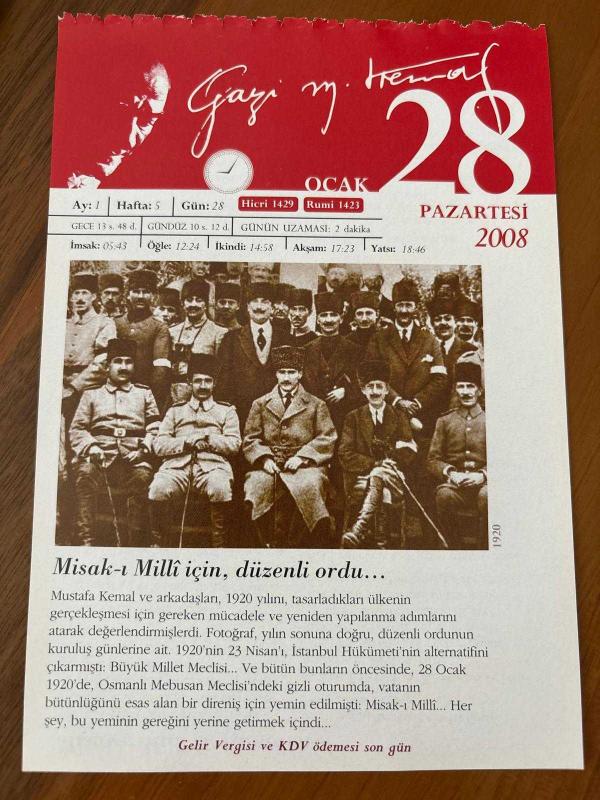 Gazi M. Kemal
OCAK 28
PAZARTESİ
2008
Ay: 1 Hafta: 5 Gün: 28 Hicri 1429 Rumi 1423
GECE 13 s. 48 d. GÜNDÜZ 10 s. 12 d. GÜNÜN UZAMASI: 2 dakika
İmsak: 05:43 Öğle: 12:24 İkindi: 14:58 Akşam: 17:23 Yatsı: 18:46
1920
Misak-ı Millî için, düzenli ordu...
Mustafa Kemal ve arkadaşları, 1920 yılını, tasarladıkları ülkenin
gerçekleşmesi için gereken mücadele ve yeniden yapılanma adımlarını
atarak değerlendirmişlerdi. Fotoğraf, yılın sonuna doğru, düzenli ordunun
kuruluş günlerine ait. 1920'nin 23 Nisan'ı, İstanbul Hükümeti'nin alternatifini
çıkarmıştı: Büyük Millet Meclisi... Ve bütün bunların öncesinde, 28 Ocak
1920'de, Osmanlı Mebusan Meclisi'ndeki gizli oturumda, vatanın
bütünlüğünü esas alan bir direniş için yemin edilmişti: Misak-ı Millî... Her
şey, bu yeminin gereğini yerine getirmek içindi...
Gelir Vergisi ve KDV ödemesi son gün